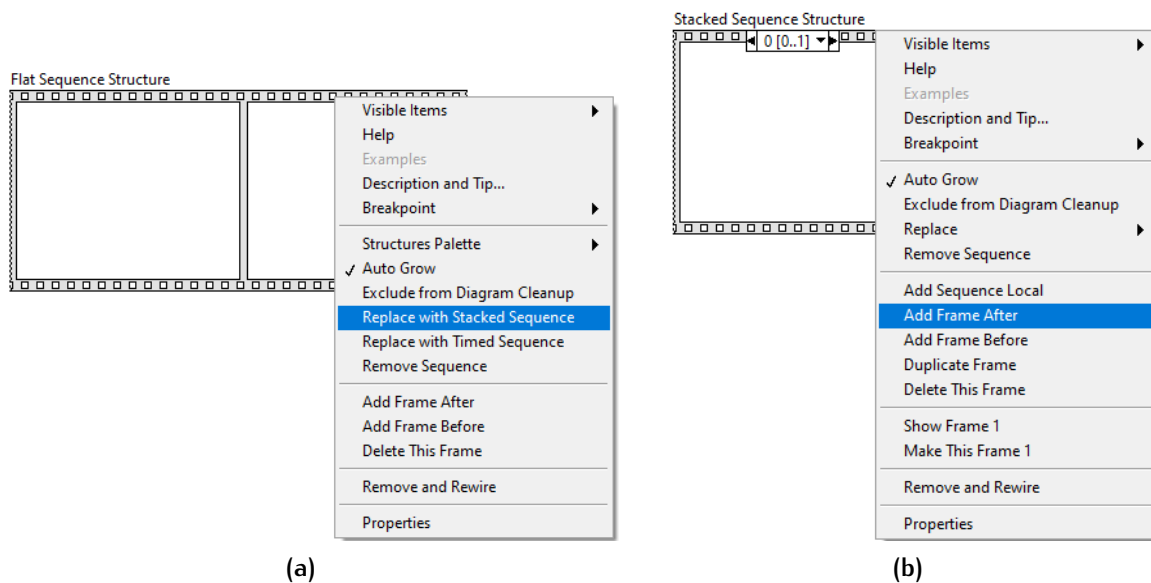 Flat Sequence Structure
Visible Items
Help
Examples
Description and Tip...
Breakpoint
Structures Palette
Auto Grow
Exclude from Diagram Cleanup
Replace with Stacked Sequence
Replace with Timed Sequence
Remove Sequence
Add Frame After
Add Frame Before
Delete This Frame
Remove and Rewire
Properties
(a)
Stacked Sequence Structure
0 [0..1]
Visible Items
Help
Examples
Description and Tip...
Breakpoint
Auto Grow
Exclude from Diagram Cleanup
Replace
Remove Sequence
Add Sequence Local
Add Frame After
Add Frame Before
Duplicate Frame
Delete This Frame
Show Frame 1
Make This Frame 1
Remove and Rewire
Properties
(b)